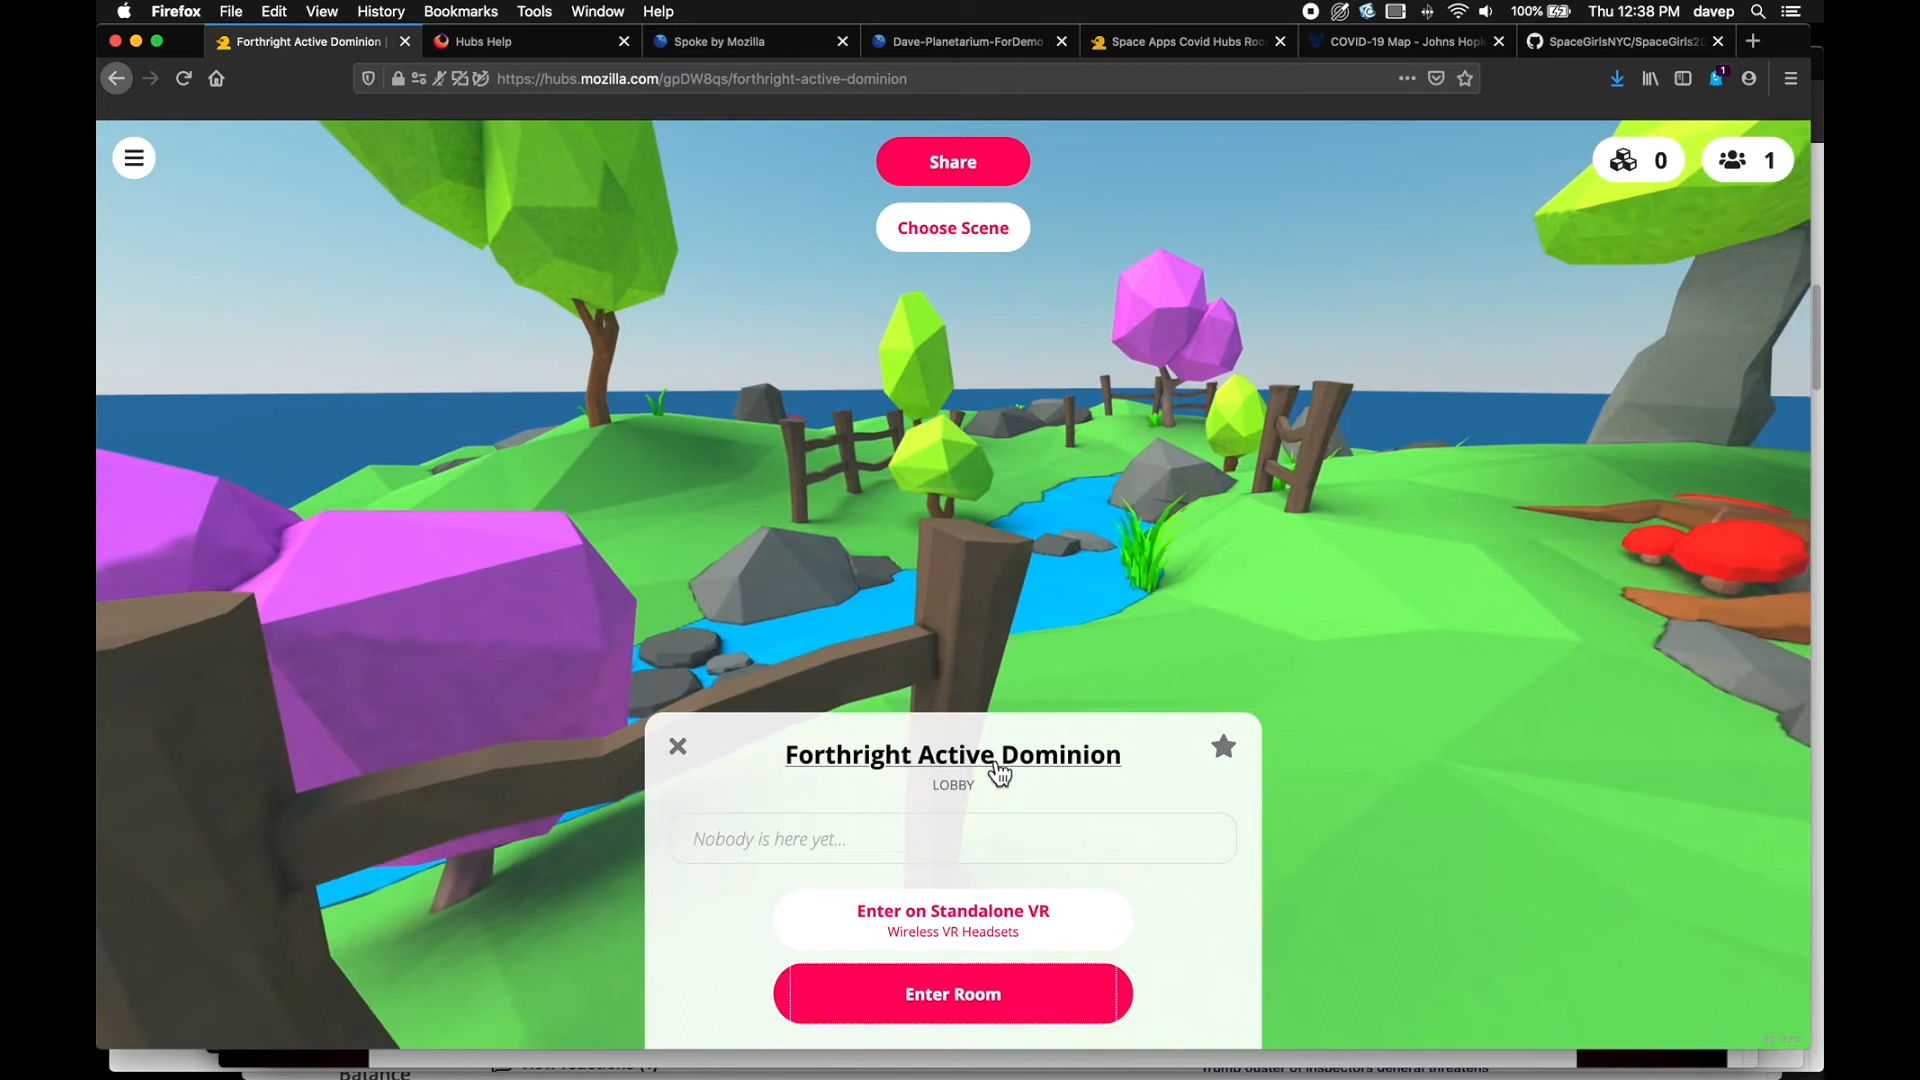 Firefox File Edit View History Bookmarks Tools Window Help 100% Thu 12:38 PM davep
Forthright Active Dominion | Hubs Help Spoke by Mozilla Dave-Planetarium-ForDemo Space Apps Covid Hubs Roo COVID-19 Map - Johns Hopk SpaceGirlsNYC/SpaceGirls20
https://hubs.mozilla.com/gpDW8qs/forthright-active-dominion 1
Share
0 1
Choose Scene
Forthright Active Dominion
LOBBY
Nobody is here yet...
Enter on Standalone VR
Wireless VR Headsets
Enter Room
Balance